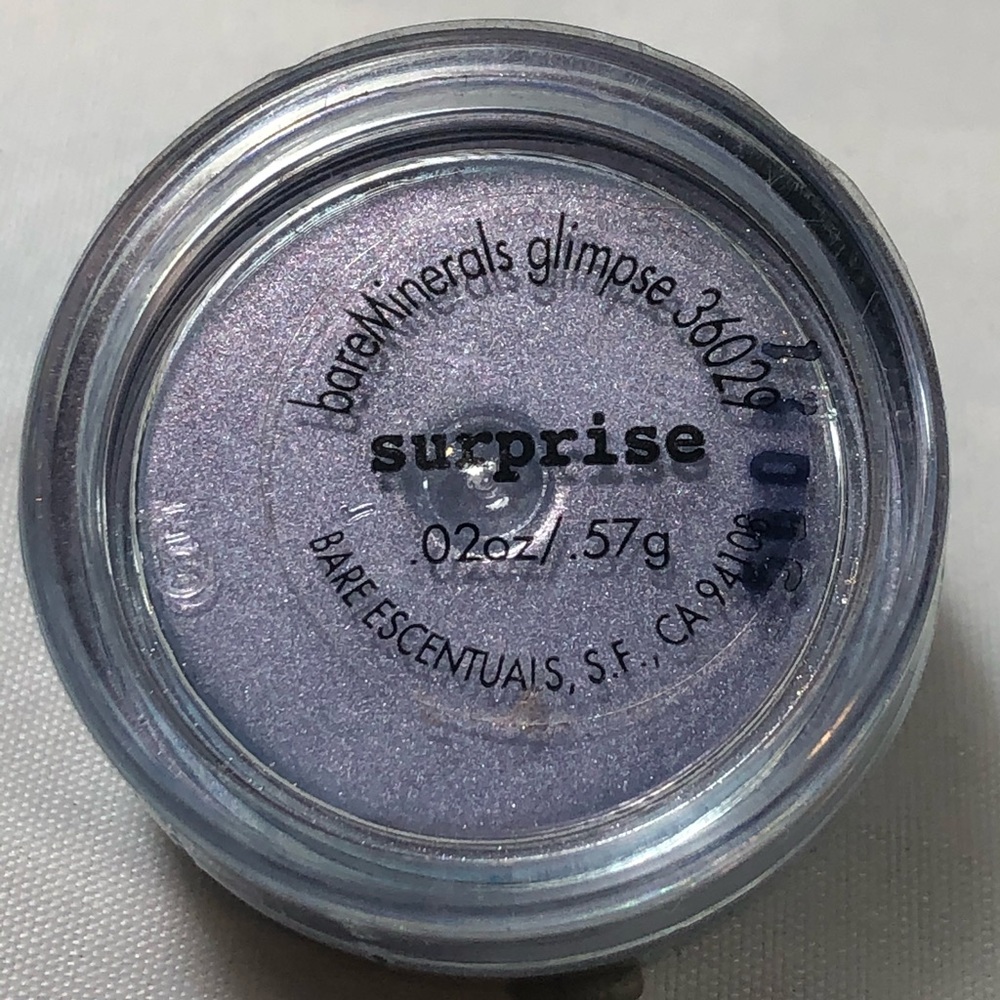 bareMinerals glimpse 36029
surprise
.02oz/.57g
BARE ESCENTUALS, S.F., CA 94108